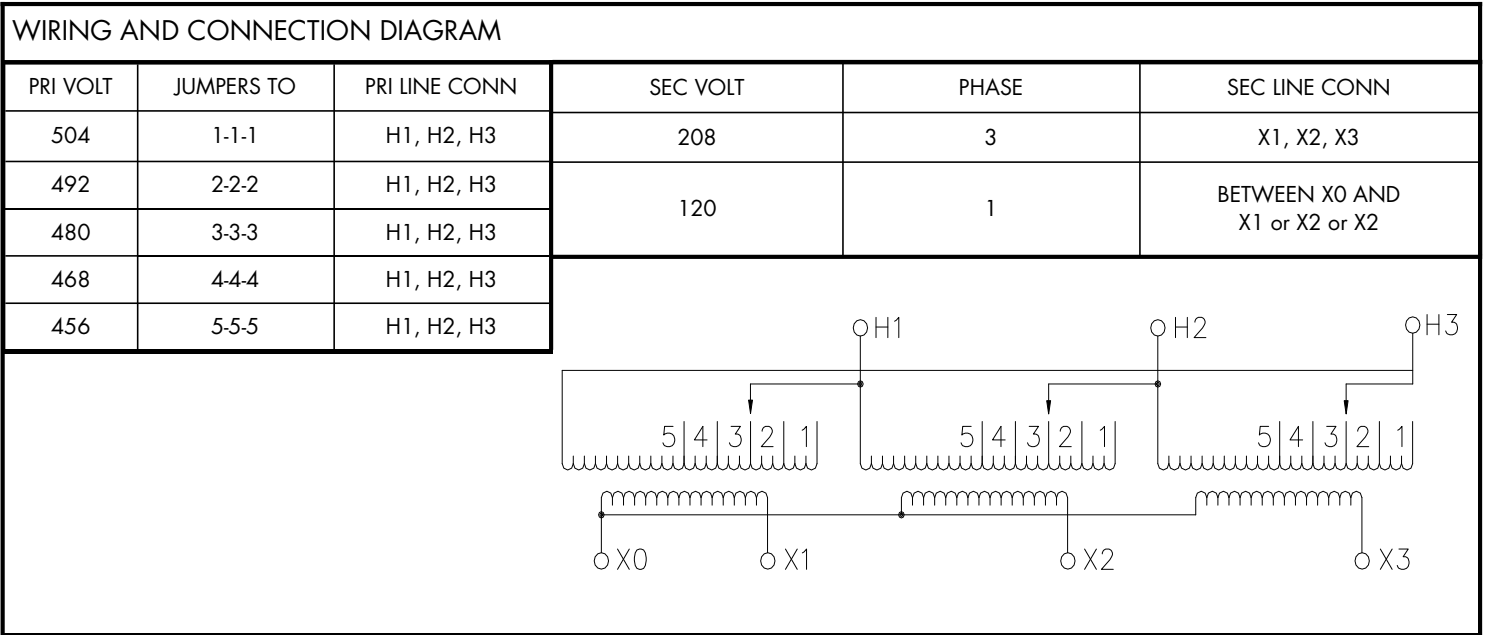 WIRING AND CONNECTION DIAGRAM
PRI VOLT JUMPERS TO PRI LINE CONN SEC VOLT PHASE SEC LINE CONN
504 1-1-1 H1, H2, H3 208 3 X1, X2, X3
492 2-2-2 H1, H2, H3
120 1 BETWEEN X0 AND
X1 or X2 or X2
480 3-3-3 H1, H2, H3
468 4-4-4 H1, H2, H3
456 5-5-5 H1, H2, H3
H1 H2 H3
5 4 3 2 1 5 4 3 2 1 5 4 3 2 1
X0 X1 X2 X3